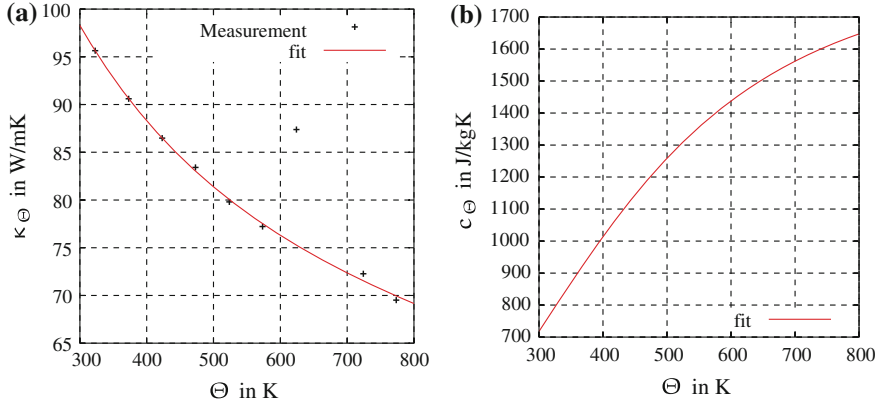 (a)
100
95
90
85
80
75
70
65
κ Θ in W/mK
Measurement
fit
300 400 500 600 700 800
Θ in K
(b)
1700
1600
1500
1400
1300
1200
1100
1000
900
800
700
c Θ in J/kgK
fit
300 400 500 600 700 800
Θ in K